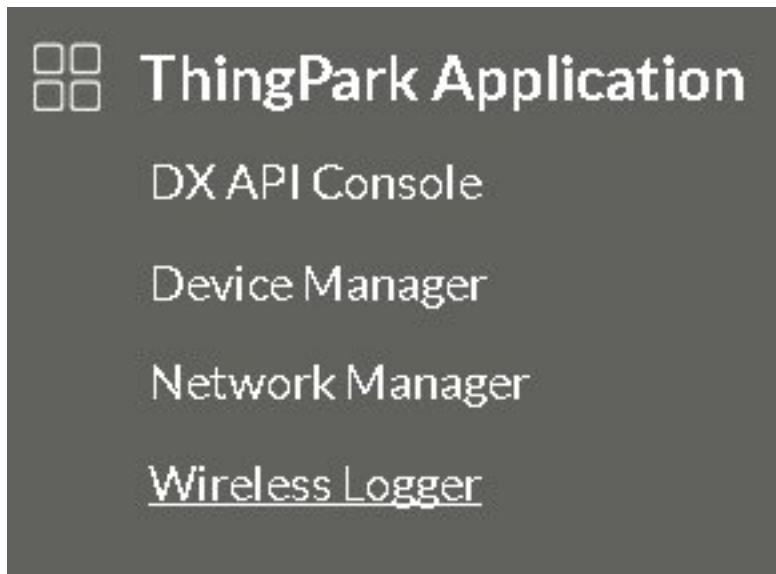 ThingPark Application
DX API Console
Device Manager
Network Manager
Wireless Logger